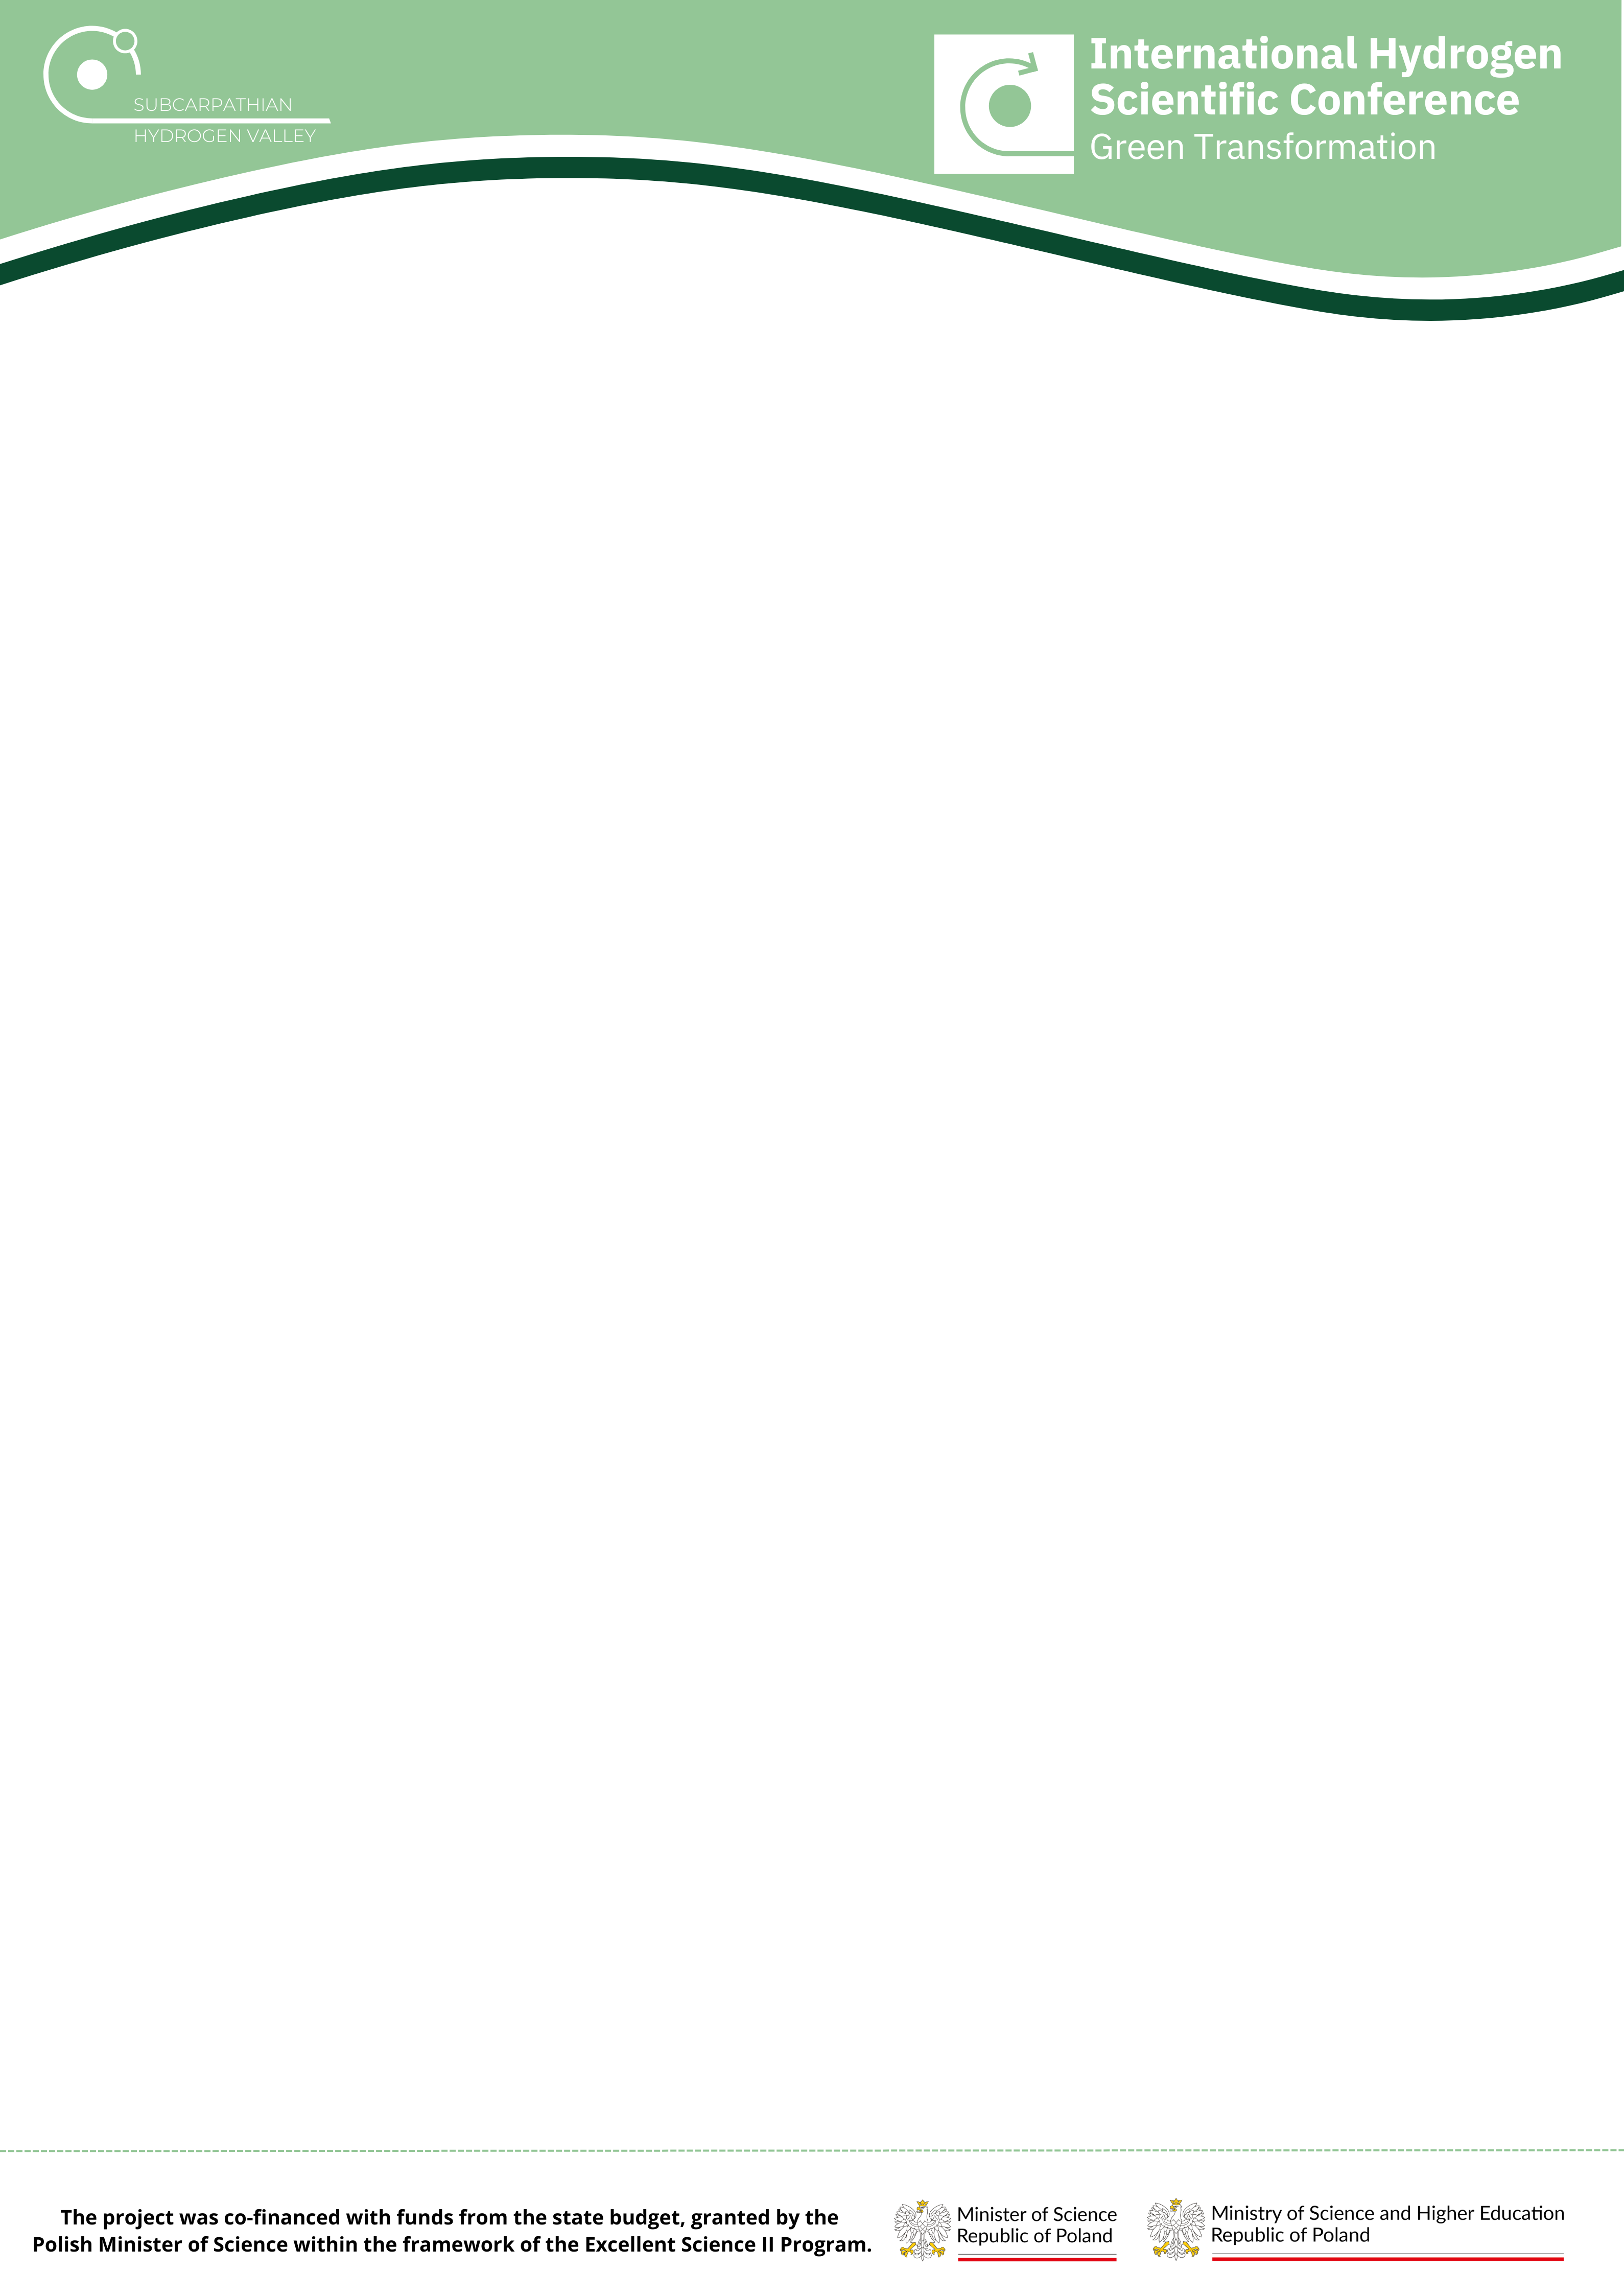 SUBCARPATHIAN
HYDROGEN VALLEY
International Hydrogen
Scientific Conference
Green Transformation
The project was co-financed with funds from the state budget, granted by the
Polish Minister of Science within the framework of the Excellent Science II Program.
Minister of Science
Republic of Poland
Ministry of Science and Higher Education
Republic of Poland